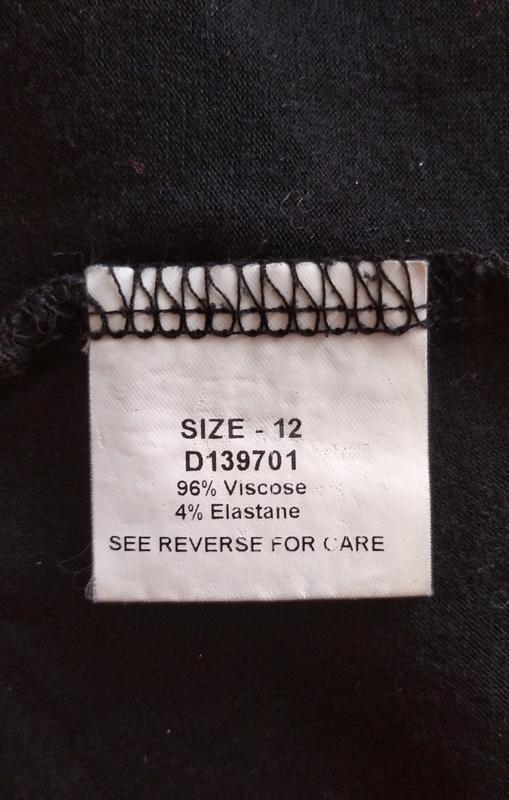 SIZE - 12
D139701
96% Viscose
4% Elastane
SEE REVERSE FOR CARE